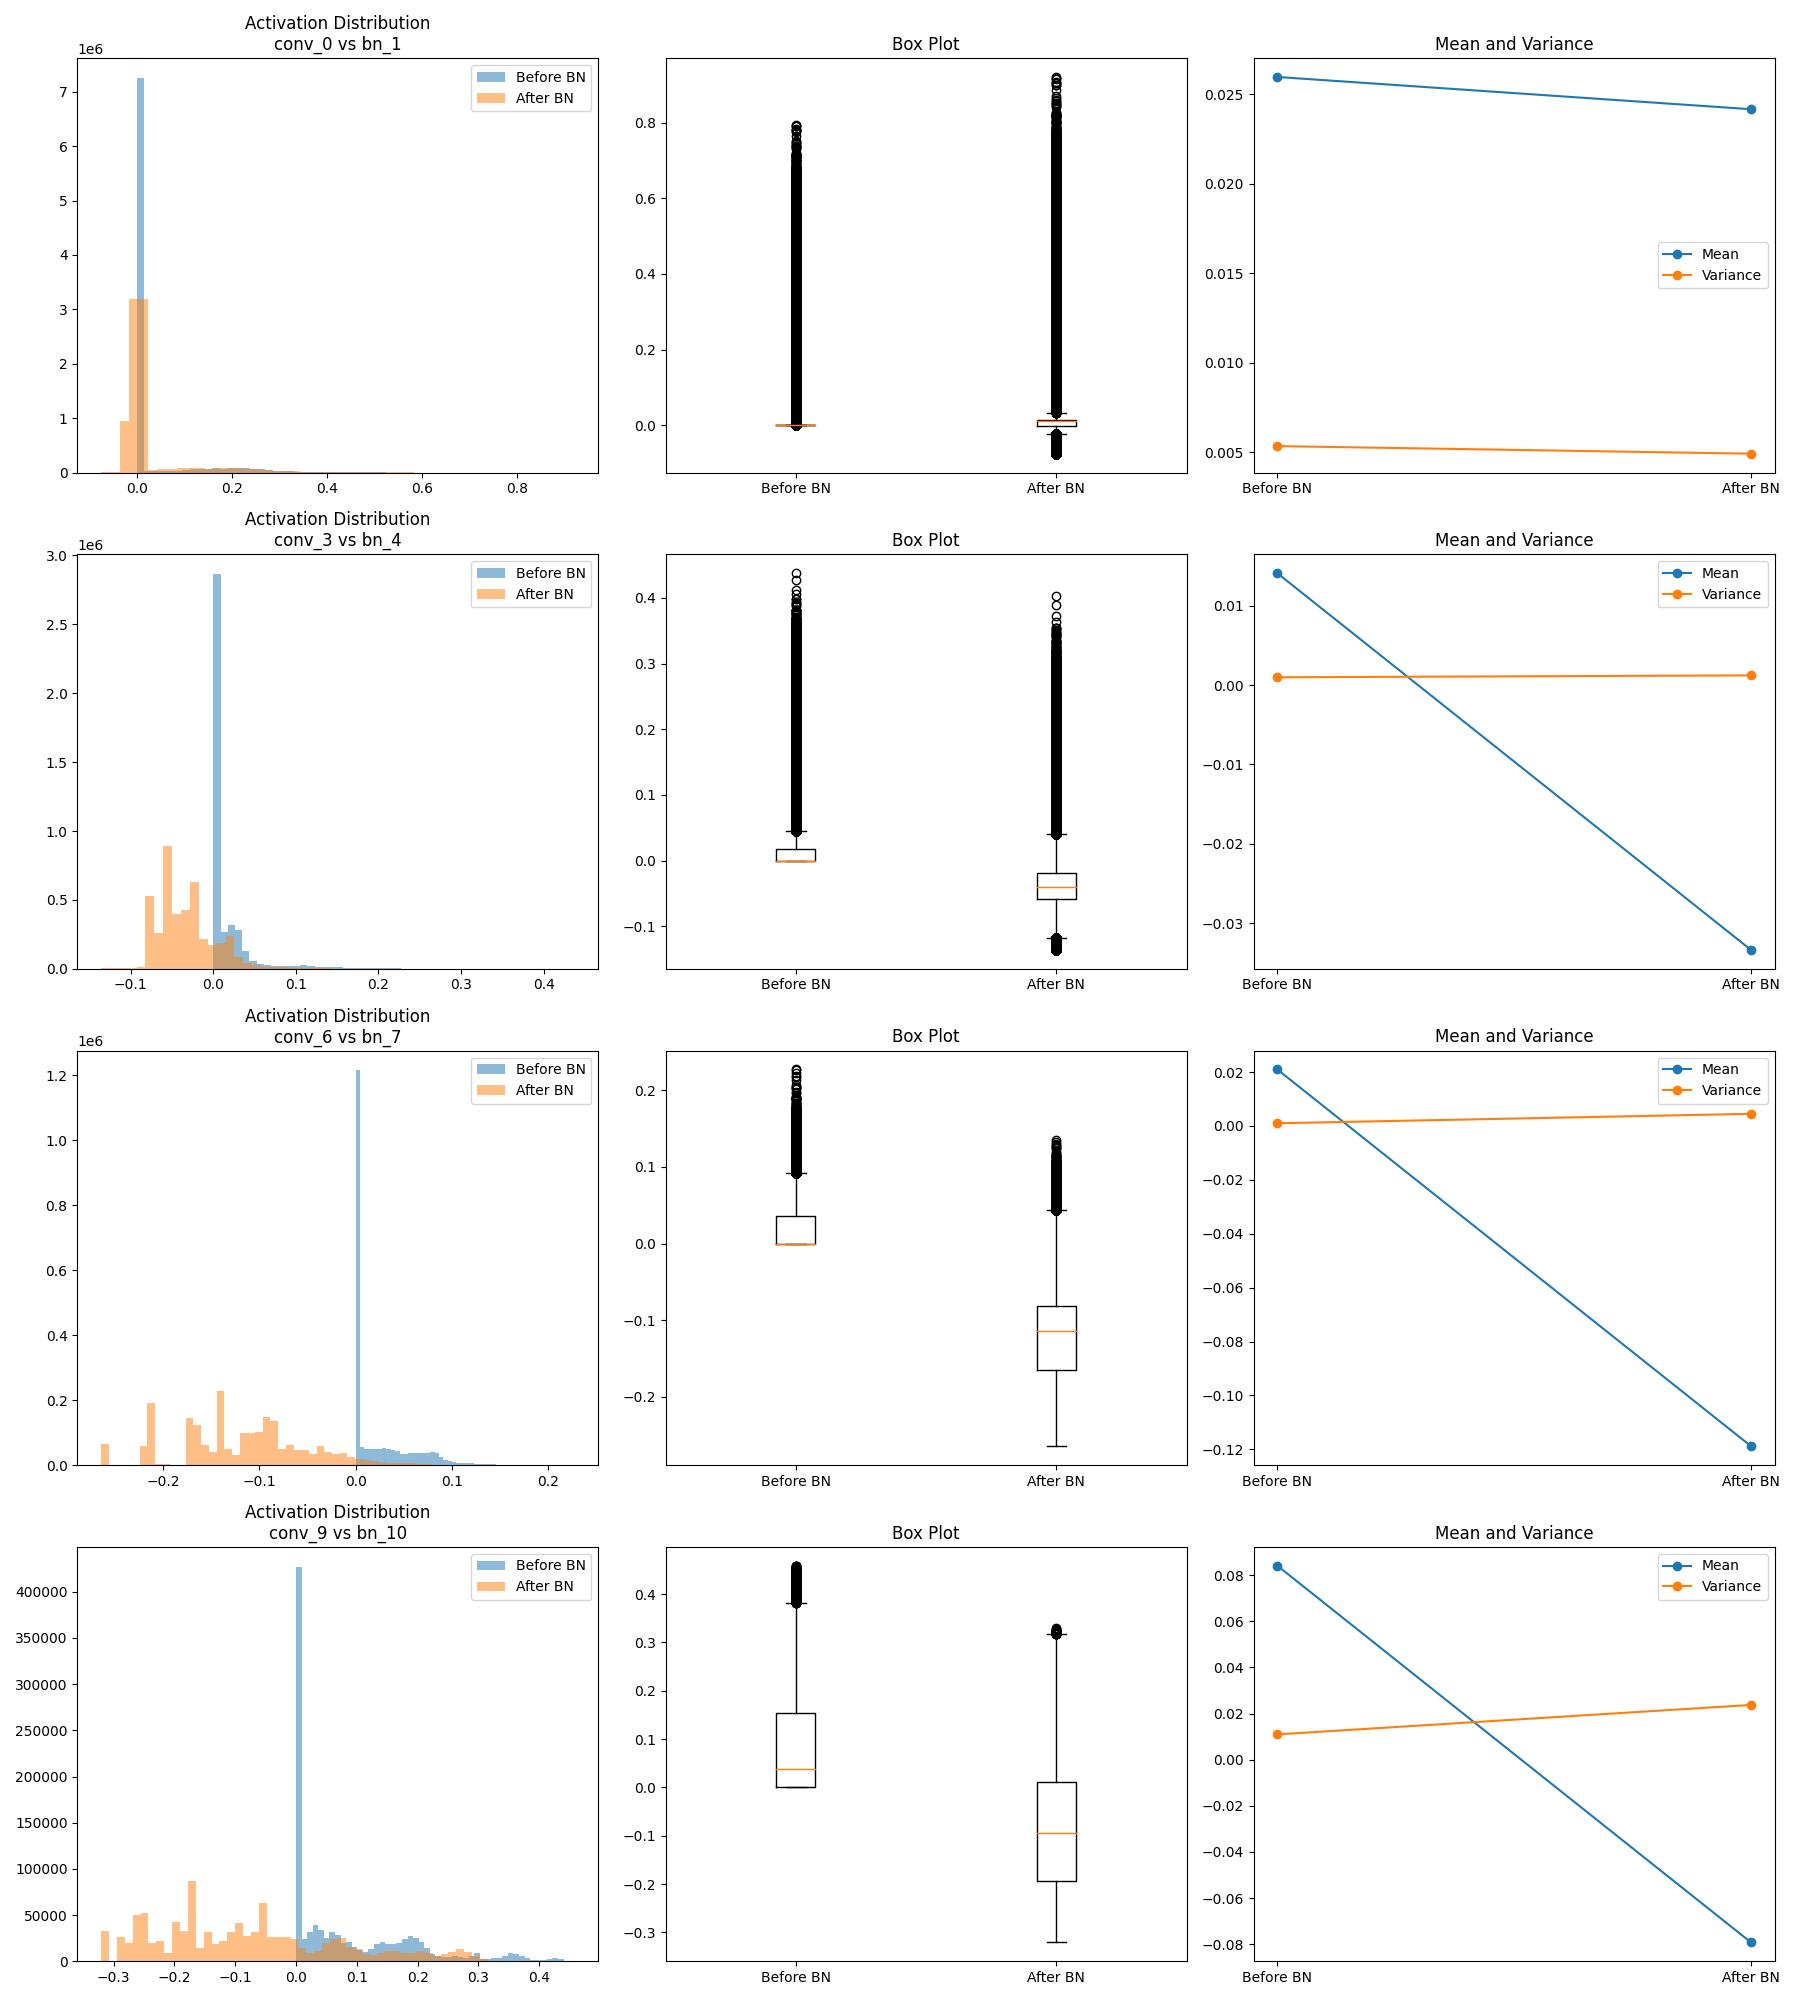 Activation Distribution
conv_0 vs bn_1
1e6
7
6
5
4
3
2
1
0
0.0 0.2 0.4 0.6 0.8
Before BN
After BN
Box Plot
0.8
0.6
0.4
0.2
0.0
Before BN After BN
Mean and Variance
0.025
0.020
0.015
0.010
0.005
Mean
Variance
Before BN After BN
Activation Distribution
conv_3 vs bn_4
1e6
3.0
2.5
2.0
1.5
1.0
0.5
0.0
−0.1 0.0 0.1 0.2 0.3 0.4
Before BN
After BN
Box Plot
0.4
0.3
0.2
0.1
0.0
−0.1
Before BN After BN
Mean and Variance
0.01
0.00
−0.01
−0.02
−0.03
Mean
Variance
Before BN After BN
Activation Distribution
conv_6 vs bn_7
1e6
1.2
1.0
0.8
0.6
0.4
0.2
0.0
−0.2 −0.1 0.0 0.1 0.2
Before BN
After BN
Box Plot
0.2
0.1
0.0
−0.1
−0.2
Before BN After BN
Mean and Variance
0.02
0.00
−0.02
−0.04
−0.06
−0.08
−0.10
−0.12
Mean
Variance
Before BN After BN
Activation Distribution
conv_9 vs bn_10
400000
350000
300000
250000
200000
150000
100000
50000
0
−0.3 −0.2 −0.1 0.0 0.1 0.2 0.3 0.4
Before BN
After BN
Box Plot
0.4
0.3
0.2
0.1
0.0
−0.1
−0.2
−0.3
Before BN After BN
Mean and Variance
0.08
0.06
0.04
0.02
0.00
−0.02
−0.04
−0.06
−0.08
Mean
Variance
Before BN After BN